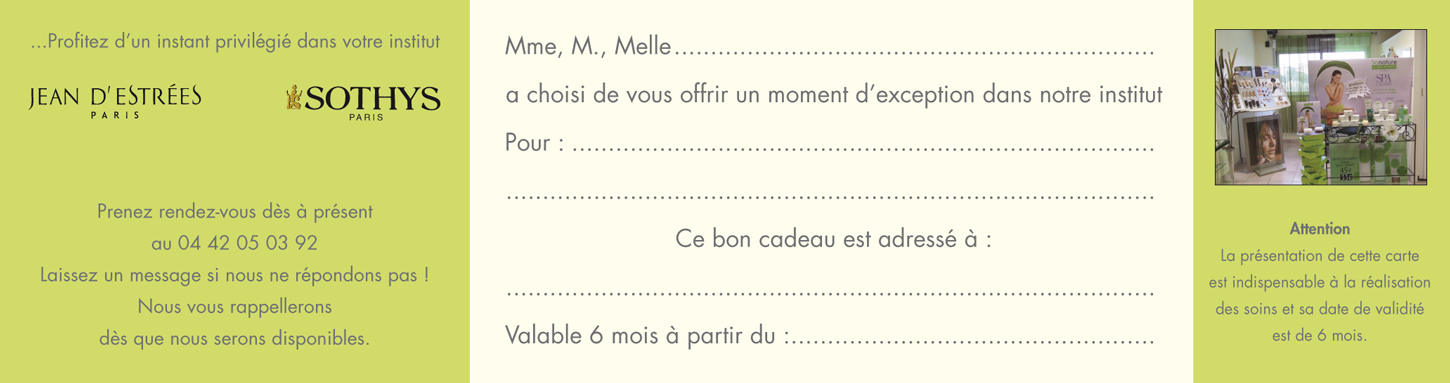 ...Profitez d’un instant privilégié dans votre institut
JEAN D'ESTRÉES
PARIS
SOTHYS
PARIS
Prenez rendez-vous dès à présent
au 04 42 05 03 92
Laissez un message si nous ne répondons pas !
Nous vous rappellerons
dès que nous serons disponibles.
Mme, M., Melle................................................................
a choisi de vous offrir un moment d’exception dans notre institut
Pour : ...............................................................................
.......................................................................................
Ce bon cadeau est adressé à :
.......................................................................................
Valable 6 mois à partir du :.................................................
SPA
Attention
La présentation de cette carte
est indispensable à la réalisation
des soins et sa date de validité
est de 6 mois.